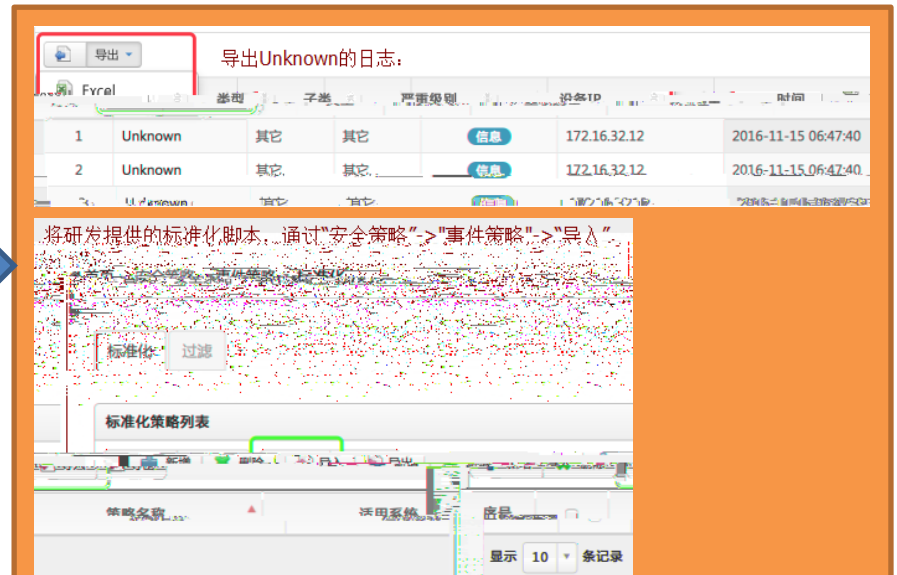 导出 导出Unknown的日志:
Excel
类型 子类 严重级别 设备IP 时间
1 Unknown 其它 其它 信息 172.16.32.12 2016-11-15 06:47:40
2 Unknown 其它 其它 信息 172.16.32.12 2016-11-15 06:47:40
将研发提供的标准化脚本，通过“安全策略”->"事件策略"->“导入”
标准化 过滤
标准化策略列表
新增 删除 导入 导出
策略名称 适用系统 序号
显示 10 条记录